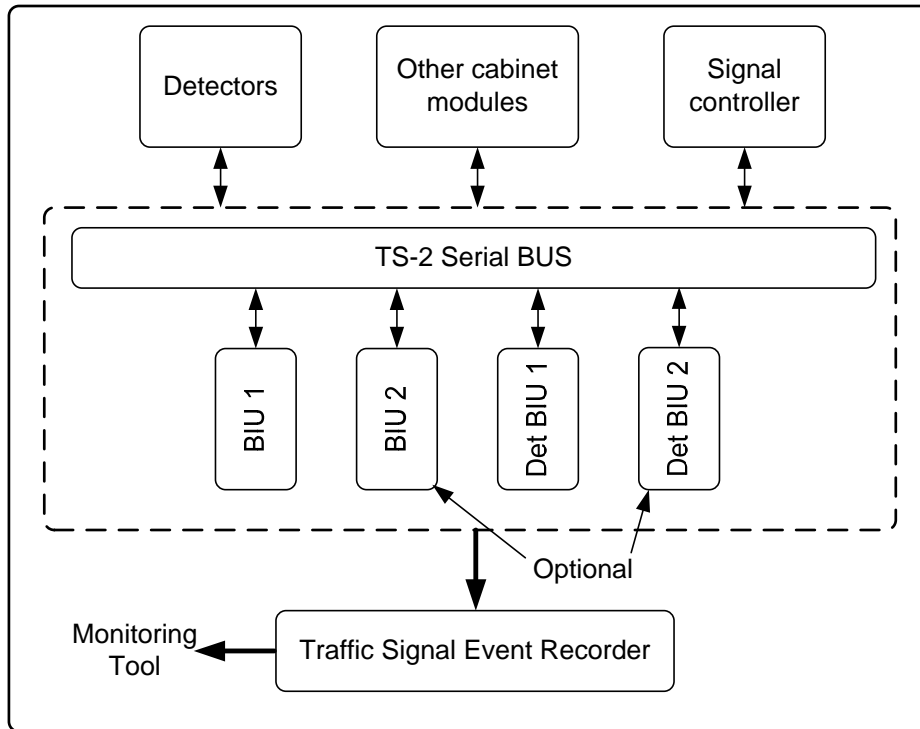 Detectors
Other cabinet
modules
Signal
controller
TS-2 Serial BUS
BIU 1
BIU 2
Det BIU 1
Det BIU 2
Optional
Monitoring
Tool
Traffic Signal Event Recorder